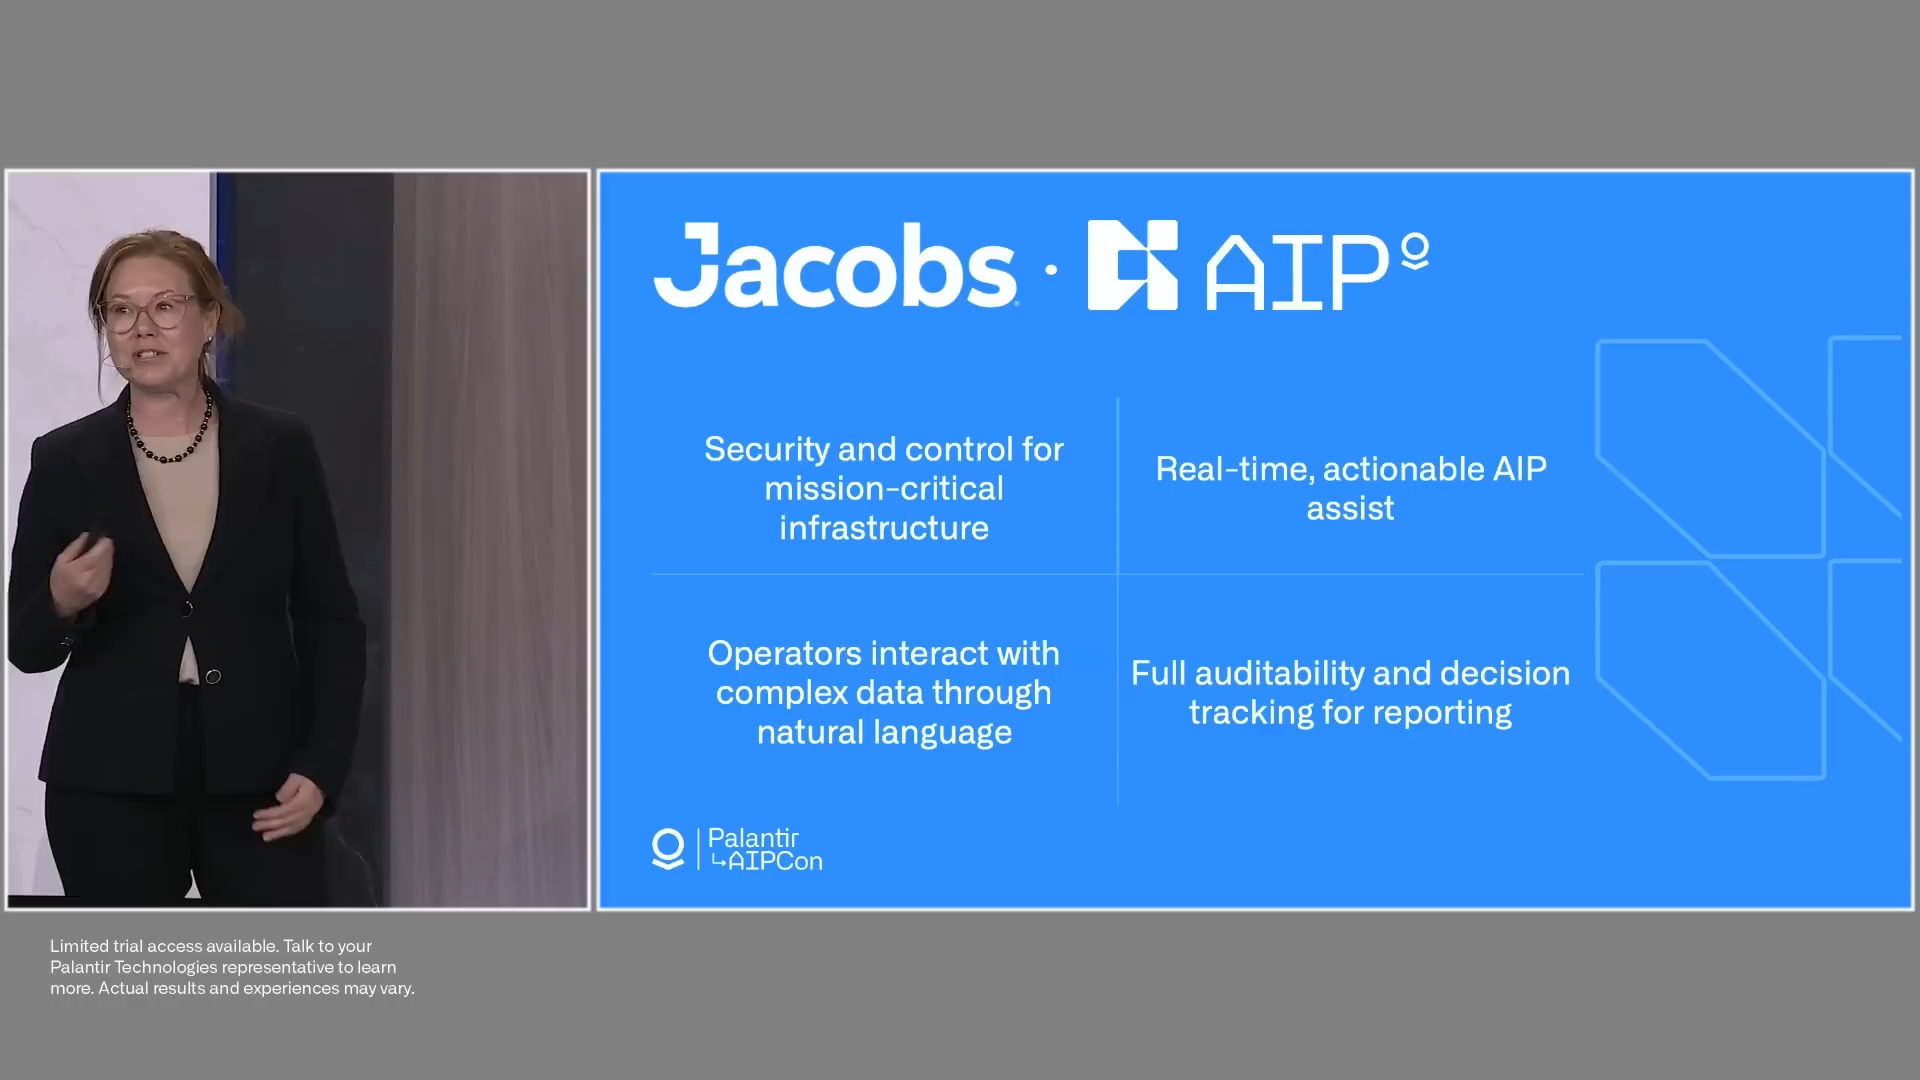 Jacobs · AIP
Security and control for
mission-critical
infrastructure
Real-time, actionable AIP
assist
Operators interact with
complex data through
natural language
Full auditability and decision
tracking for reporting
Palantir
AIPCon
Limited trial access available. Talk to your
Palantir Technologies representative to learn
more. Actual results and experiences may vary.